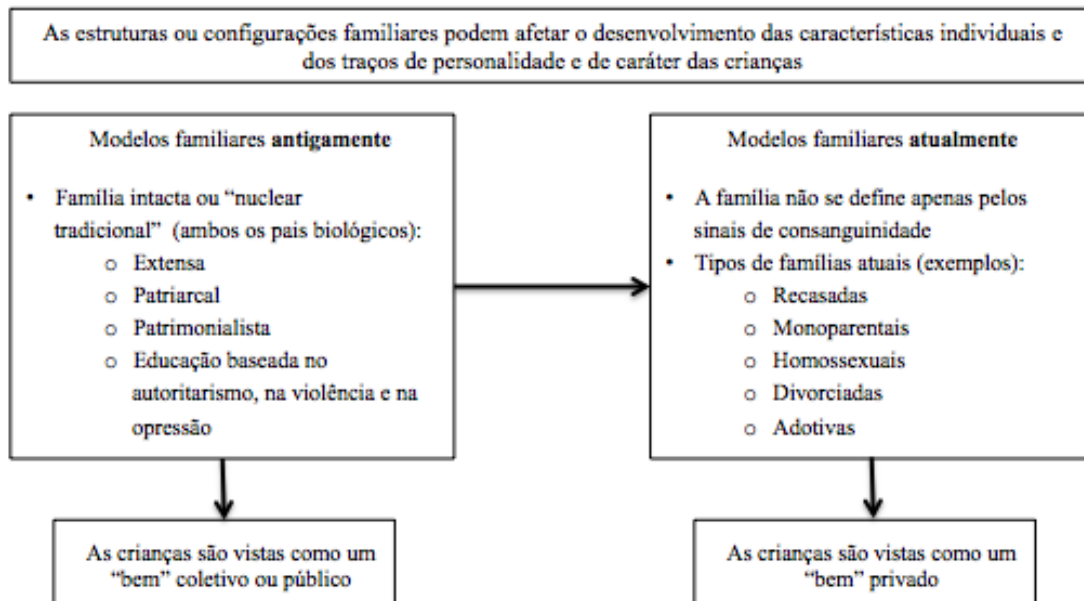 As estruturas ou configurações familiares podem afetar o desenvolvimento das características individuais e
dos traços de personalidade e de caráter das crianças
Modelos familiares antigamente
• Família intacta ou “nuclear
tradicional” (ambos os pais biológicos):
o Extensa
o Patriarcal
o Patrimonialista
o Educação baseada no
autoritarismo, na violência e na
opressão
As crianças são vistas como um
“bem” coletivo ou público
Modelos familiares atualmente
• A família não se define apenas pelos
sinais de consanguinidade
• Tipos de famílias atuais (exemplos):
o Recasadas
o Monoparentais
o Homossexuais
o Divorciadas
o Adotivas
As crianças são vistas como um
“bem” privado